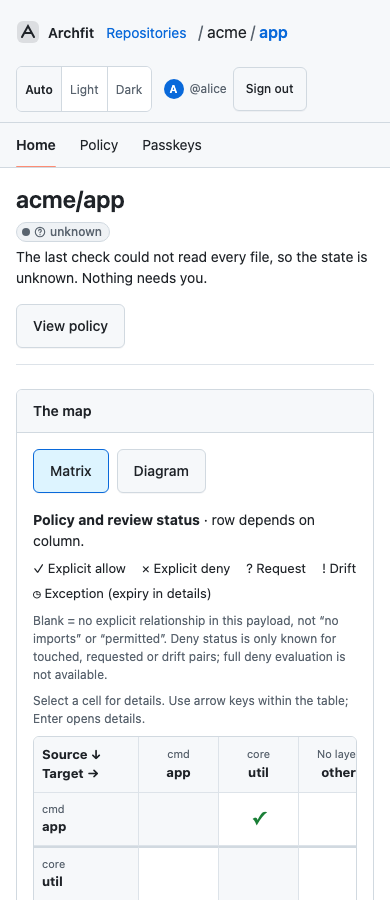 Archfit Repositories / acme / app
Auto Light Dark A @alice Sign out
Home Policy Passkeys
acme/app
? unknown
The last check could not read every file, so the state is
unknown. Nothing needs you.
View policy
The map
Matrix Diagram
Policy and review status · row depends on
column.
✓ Explicit allow × Explicit deny ? Request ! Drift
◷ Exception (expiry in details)
Blank = no explicit relationship in this payload, not “no
imports” or “permitted”. Deny status is only known for
touched, requested or drift pairs; full deny evaluation is
not available.
Select a cell for details. Use arrow keys within the table;
Enter opens details.
Source ↓ cmd core No laye
Target → app util other
cmd
app ✓
core
util